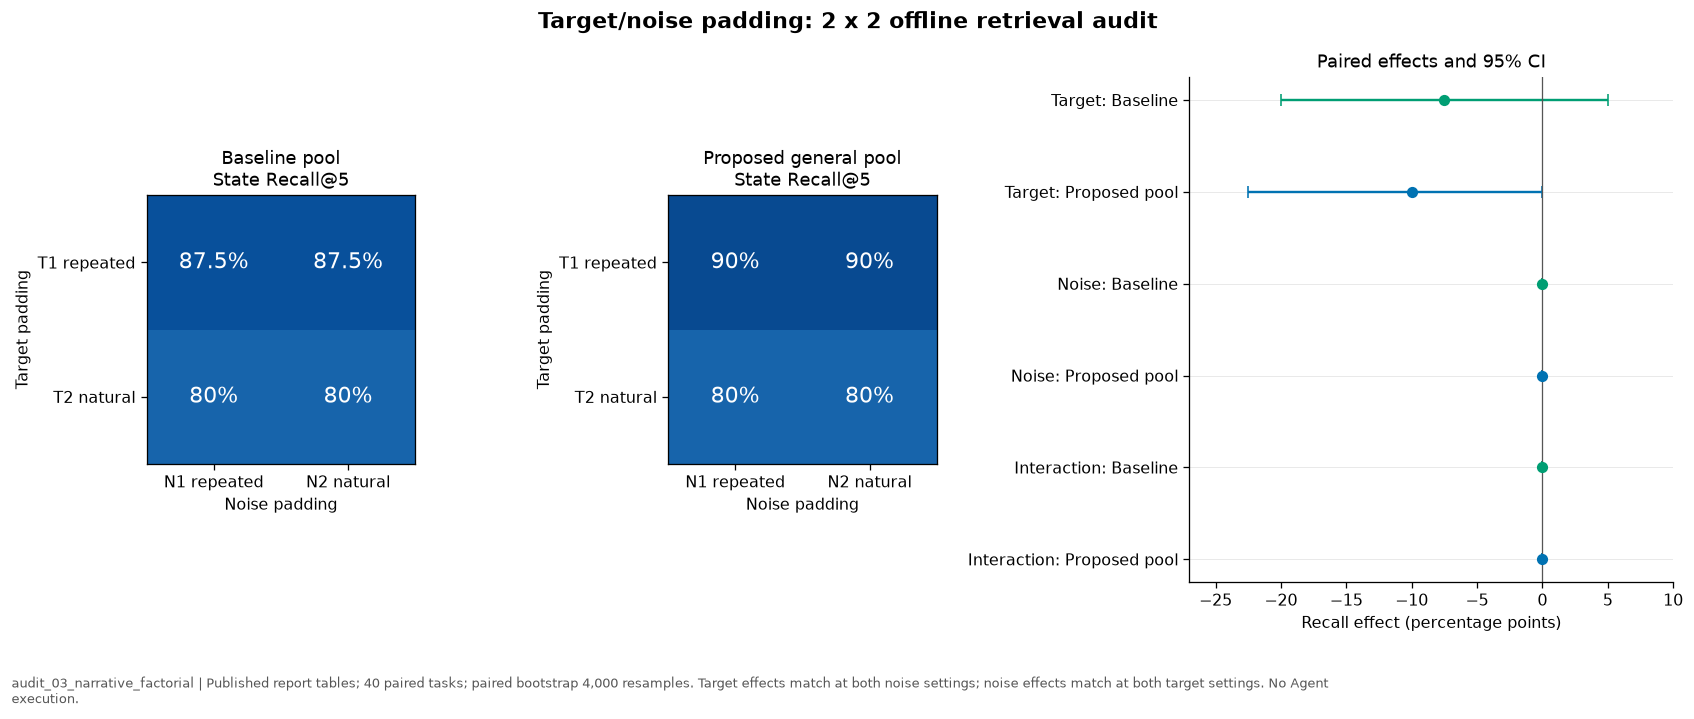 Target/noise padding: 2 x 2 offline retrieval audit
Baseline pool
State Recall@5
Target padding
T1 repeated
87.5% 87.5%
T2 natural
80% 80%
N1 repeated N2 natural
Noise padding
Proposed general pool
State Recall@5
Target padding
T1 repeated
90% 90%
T2 natural
80% 80%
N1 repeated N2 natural
Noise padding
Paired effects and 95% CI
Target: Baseline
Target: Proposed pool
Noise: Baseline
Noise: Proposed pool
Interaction: Baseline
Interaction: Proposed pool
−25 −20 −15 −10 −5 0 5 10
Recall effect (percentage points)
audit_03_narrative_factorial | Published report tables; 40 paired tasks; paired bootstrap 4,000 resamples. Target effects match at both noise settings; noise effects match at both target settings. No Agent
execution.